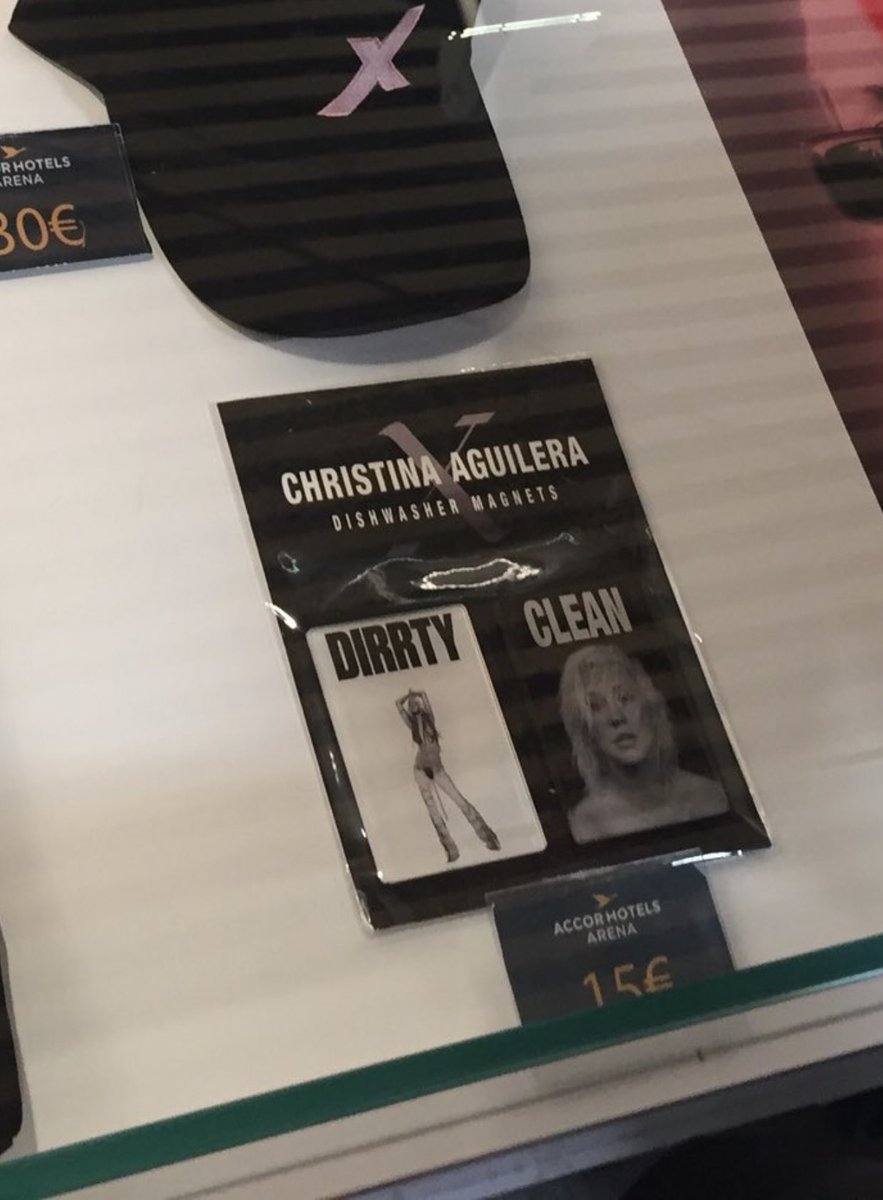 X
HOTELS
ARENA
30€
X
CHRISTINA AGUILERA
DISHWASHER MAGNETS
DIRRTY
CLEAN
ACCORHOTELS
ARENA
15€